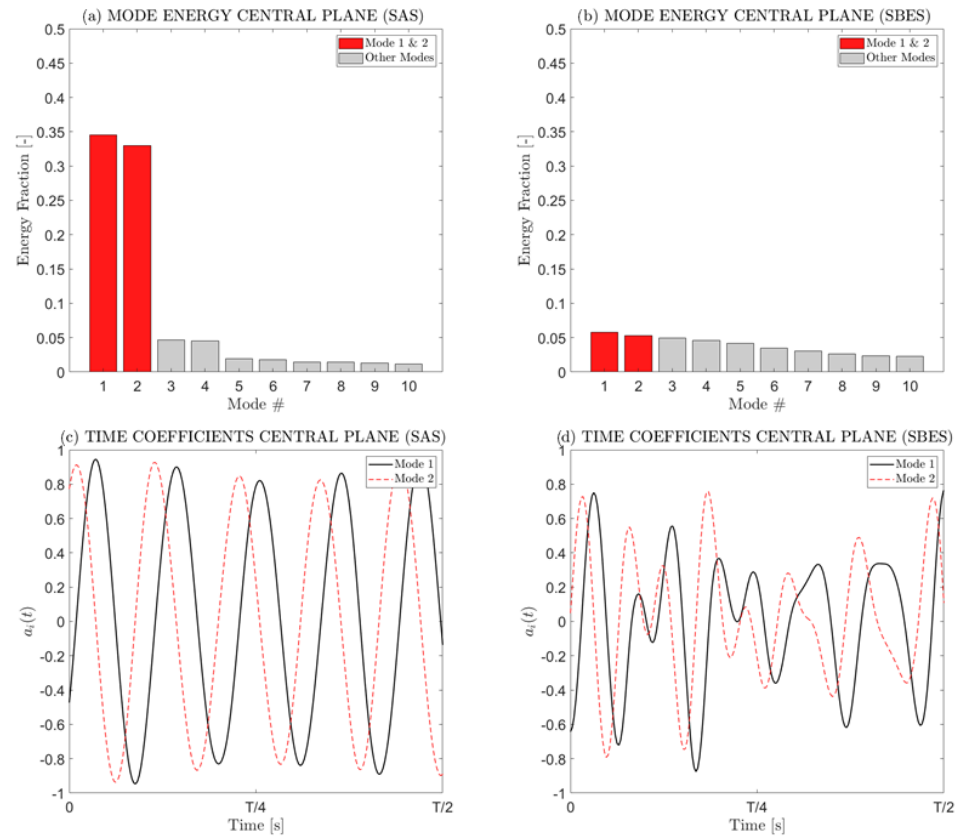 (a) MODE ENERGY CENTRAL PLANE (SAS)
0.5
0.45
0.4
0.35
0.3
0.25
0.2
0.15
0.1
0.05
0
Energy Fraction [-]
Mode 1 & 2
Other Modes
1 2 3 4 5 6 7 8 9 10
Mode #
(b) MODE ENERGY CENTRAL PLANE (SBES)
0.5
0.45
0.4
0.35
0.3
0.25
0.2
0.15
0.1
0.05
0
Energy Fraction [-]
Mode 1 & 2
Other Modes
1 2 3 4 5 6 7 8 9 10
Mode #
(c) TIME COEFFICIENTS CENTRAL PLANE (SAS)
1
0.8
0.6
0.4
0.2
0
-0.2
-0.4
-0.6
-0.8
-1
a_i(t)
Mode 1
Mode 2
0 T/4 T/2
Time [s]
(d) TIME COEFFICIENTS CENTRAL PLANE (SBES)
1
0.8
0.6
0.4
0.2
0
-0.2
-0.4
-0.6
-0.8
-1
a_i(t)
Mode 1
Mode 2
0 T/4 T/2
Time [s]